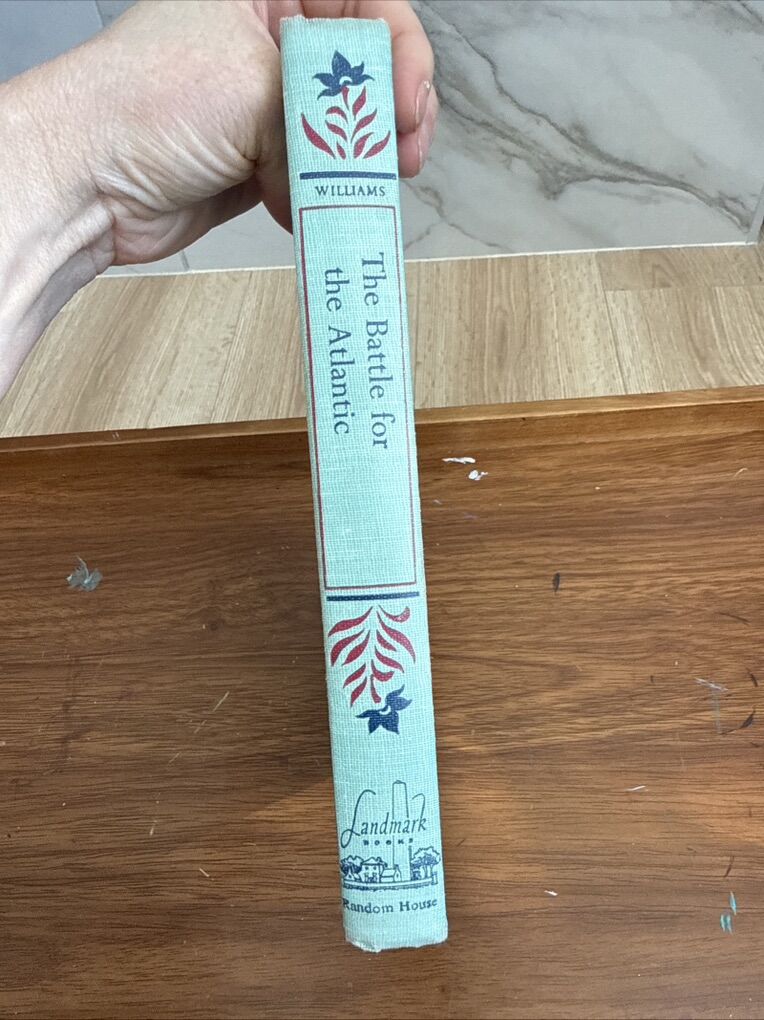 WILLIAMS
The Battle for
the Atlantic
Landmark
BOOKS
Random House